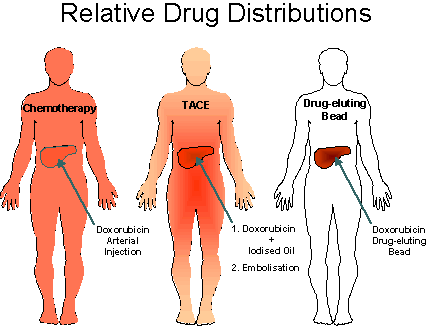 Relative Drug Distributions
Chemotherapy
TACE
Drug-eluting
Bead
Doxorubicin
Arterial
Injection
1. Doxorubicin
+
Iodised Oil
2. Embolisation
Doxorubicin
Drug-eluting
Bead